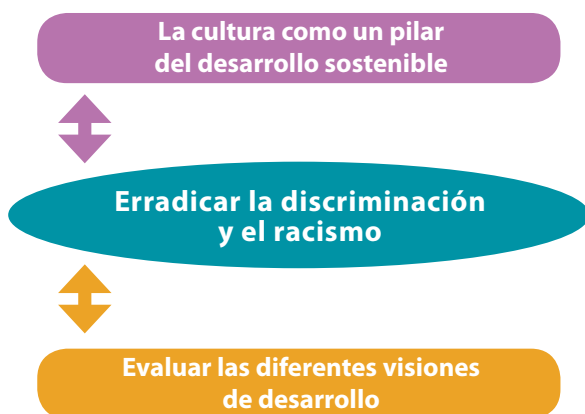 La cultura como un pilar
del desarrollo sostenible
Erradicar la discriminación
y el racismo
Evaluar las diferentes visiones
de desarrollo